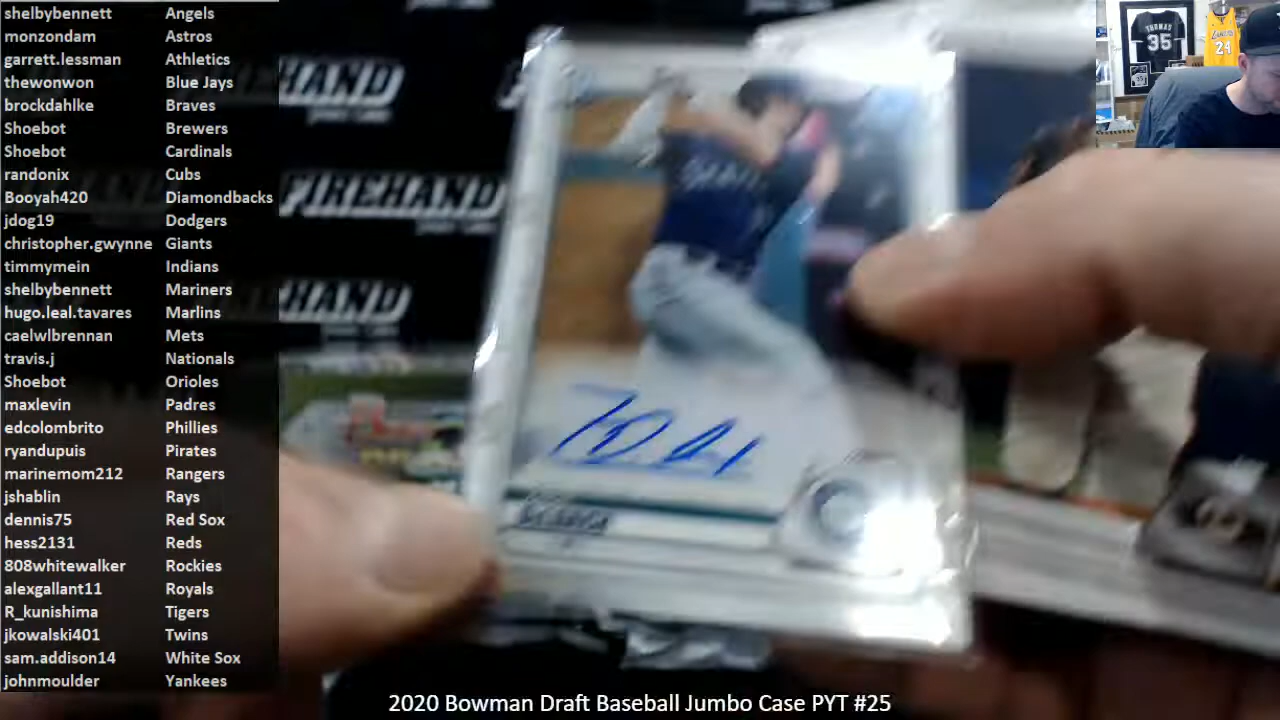 shelbybennett Angels
monzondam Astros
garrett.lessman Athletics
thewonwon Blue Jays
brockdahlke Braves
Shoebot Brewers
Shoebot Cardinals
randonix Cubs
Booyah420 Diamondbacks
jdog19 Dodgers
christopher.gwynne Giants
timmymein Indians
shelbybennett Mariners
hugo.leal.tavares Marlins
caelwlbrennan Mets
travis.j Nationals
Shoebot Orioles
maxlevin Padres
edcolombrito Phillies
ryandupuis Pirates
marinemom212 Rangers
jshablin Rays
dennis75 Red Sox
hess2131 Reds
808whitewalker Rockies
alexgallant11 Royals
R_kunishima Tigers
jkowalski401 Twins
sam.addison14 White Sox
johnmoulder Yankees
FIREHAND
THOMAS
35
24
2020 Bowman Draft Baseball Jumbo Case PYT #25